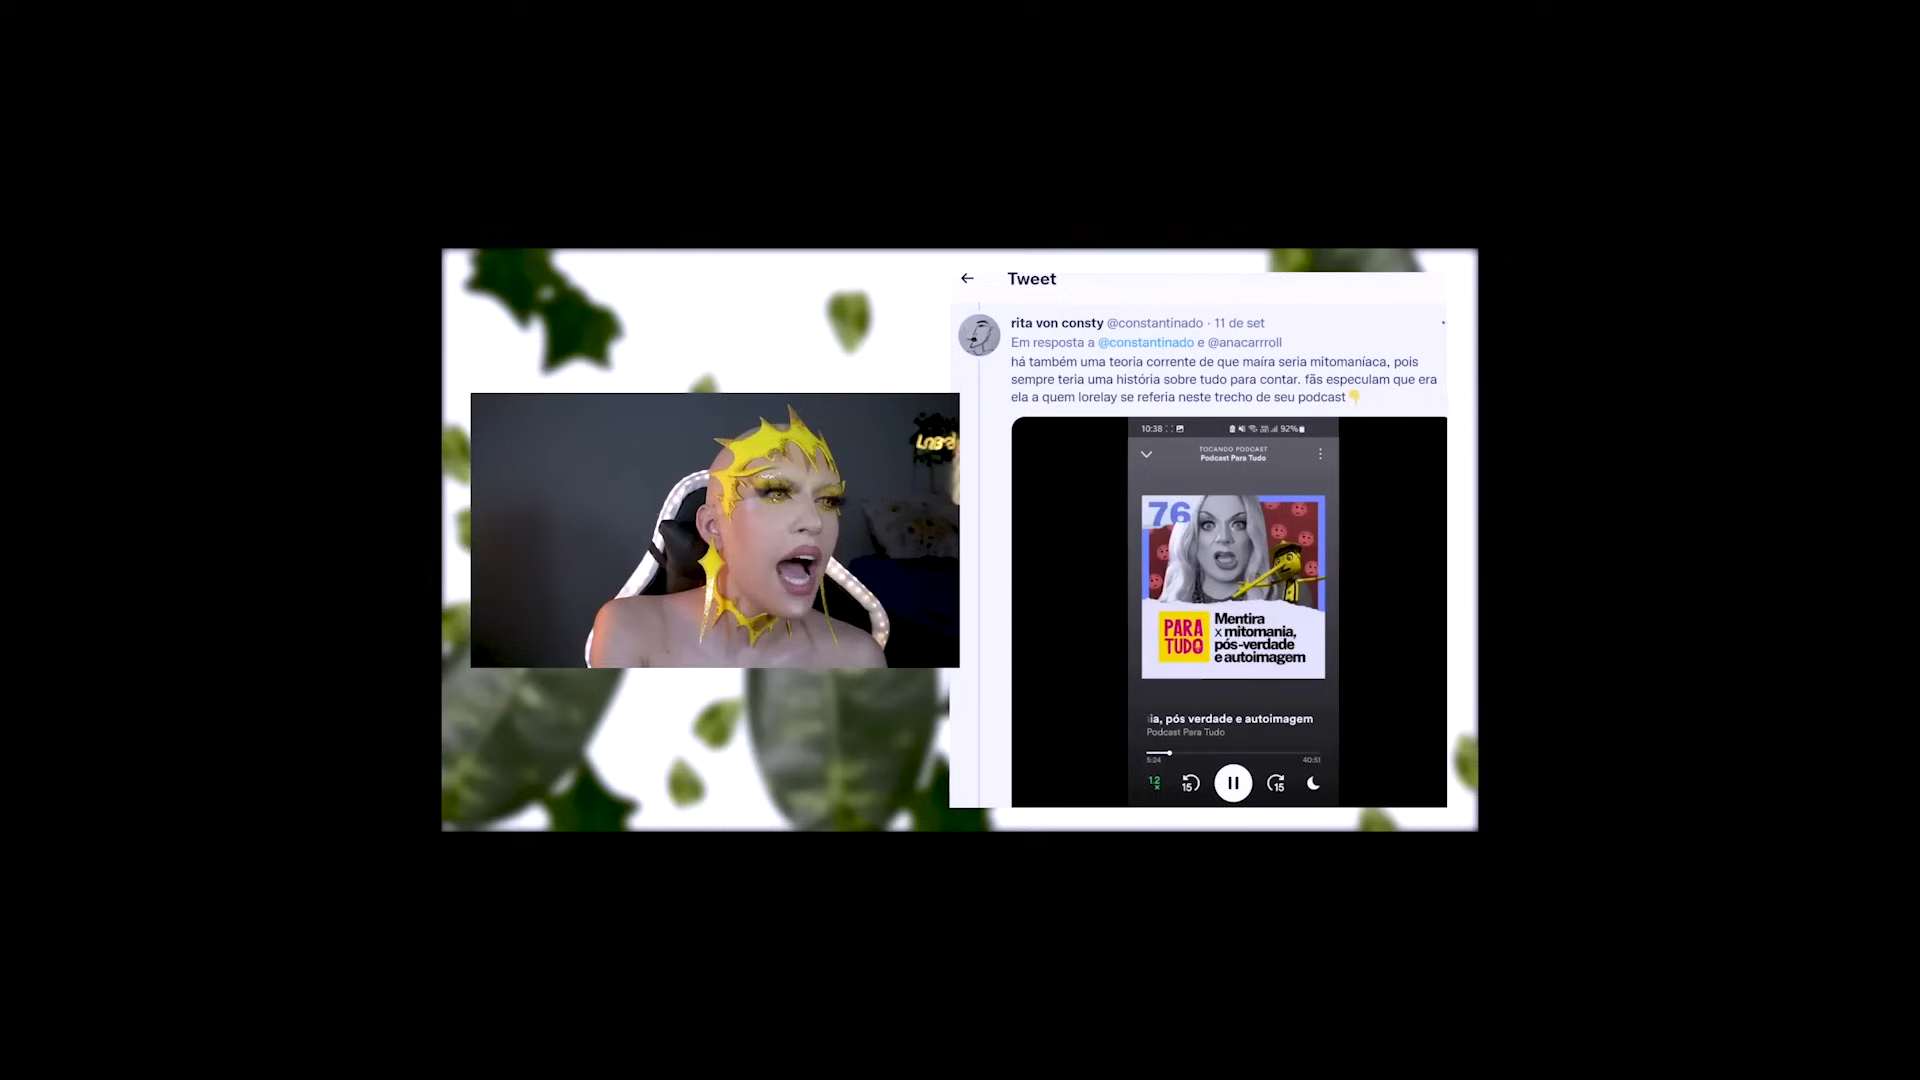 Tweet
rita von consty @constantinado · 11 de set
Em resposta a @constantinado e @anacarrroll
há também uma teoria corrente de que maíra seria mitomaníaca, pois
sempre teria uma história sobre tudo para contar. fãs especulam que era
ela a quem lorelay se referia neste trecho de seu podcast👇
10:38
92%
TOCANDO PODCAST
Podcast Para Tudo
76
PARA
TUDO
Mentira
x mitomania,
pós-verdade
e autoimagem
ia, pós verdade e autoimagem
Podcast Para Tudo
5:24
40:51
1.2
x
15
15